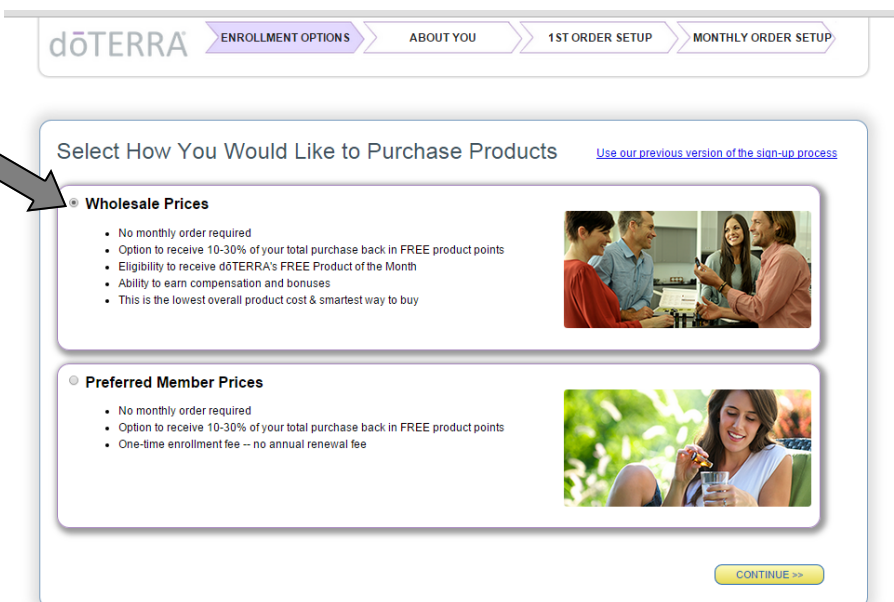 dōTERRA
ENROLLMENT OPTIONS
ABOUT YOU
1ST ORDER SETUP
MONTHLY ORDER SETUP
Select How You Would Like to Purchase Products
Use our previous version of the sign-up process
Wholesale Prices
No monthly order required
Option to receive 10-30% of your total purchase back in FREE product points
Eligibility to receive dōTERRA's FREE Product of the Month
Ability to earn compensation and bonuses
This is the lowest overall product cost & smartest way to buy
Preferred Member Prices
No monthly order required
Option to receive 10-30% of your total purchase back in FREE product points
One-time enrollment fee -- no annual renewal fee
CONTINUE >>